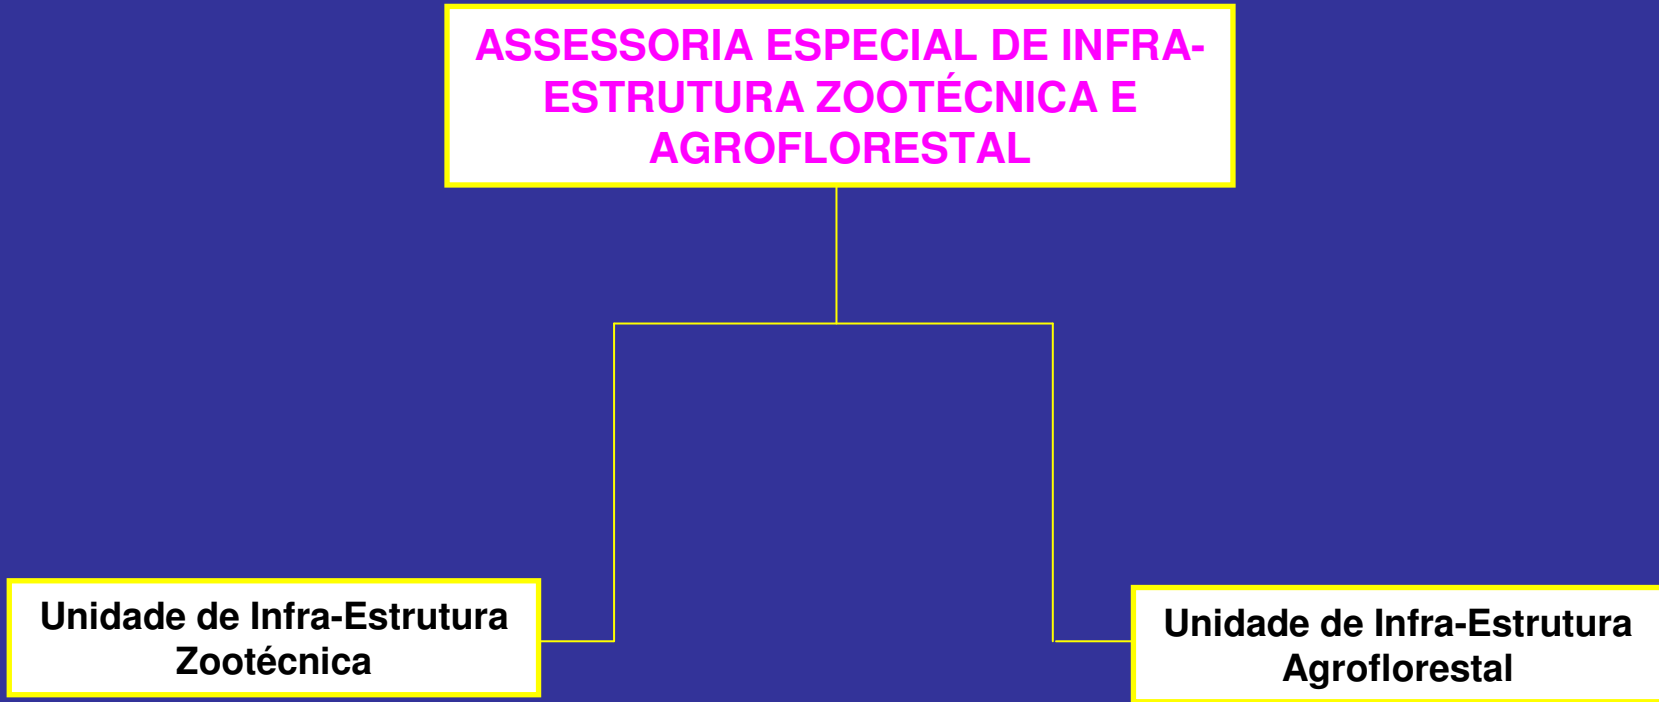 ASSESSORIA ESPECIAL DE INFRA-
ESTRUTURA ZOOTÉCNICA E
AGROFLORESTAL
Unidade de Infra-Estrutura
Zootécnica
Unidade de Infra-Estrutura
Agroflorestal